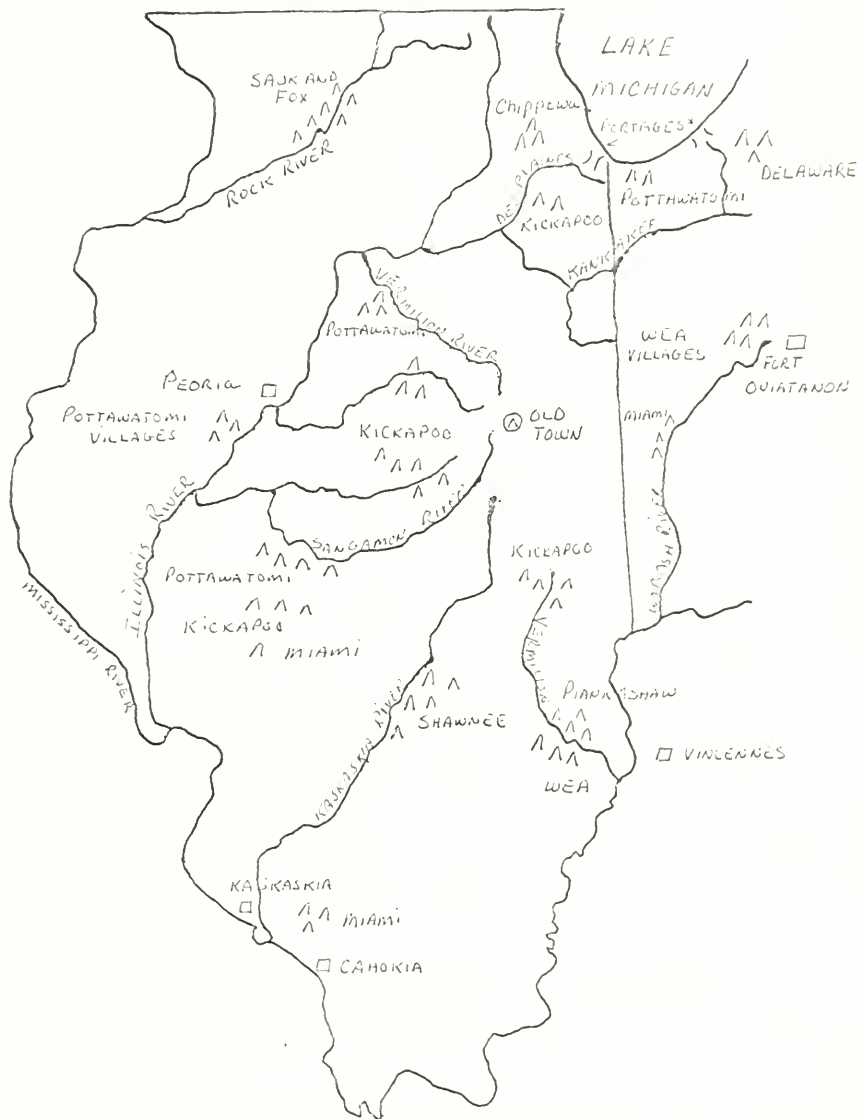 LAKE
MICHIGAN
PORTAGES*
SAUK AND
FOX
Chippewa
DELAWARE
ROCK RIVER
DES PLAINES
POTTAWATOMI
KICKAPOO
KANKAKEE
VERMILION RIVER
POTTAWATOMI
WEA
VILLAGES
FORT
OUIATANON
PEORIA
POTTAWATOMI
VILLAGES
OLD
TOWN
MIAMI
KICKAPOO
ILLINOIS RIVER
SANGAMON RIVER
WABASH RIVER
POTTAWATOMI
KICKAPOO
KICKAPOO
MIAMI
MISSISSIPPI RIVER
VERMILION
PIANKASHAW
SHAWNEE
KASKASKIA RIVER
VINCENNES
WEA
KASKASKIA
MIAMI
CAHOKIA